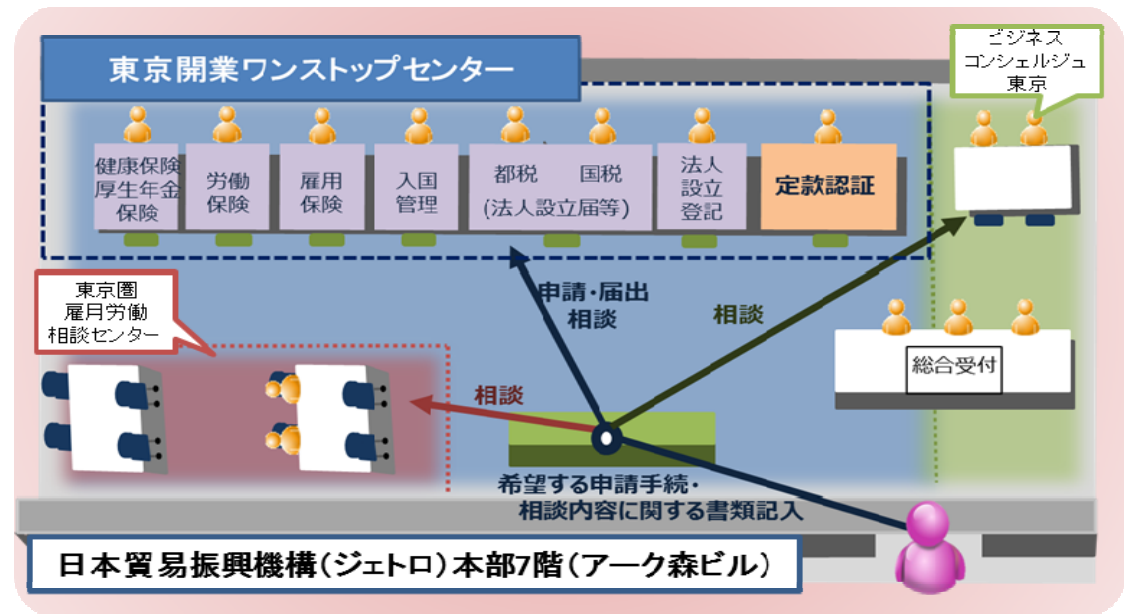 東京開業ワンストップセンター
ビジネス
コンシェルジュ
東京
健康保険
厚生年金
保険
労働
保険
雇用
保険
入国
管理
都税 国税
(法人設立届等)
法人
設立
登記
定款認証
東京圏
雇用労働
相談センター
申請・届出
相談
相談
総合受付
相談
希望する申請手続・
相談内容に関する書類記入
日本貿易振興機構(ジェトロ)本部7階(アーク森ビル)